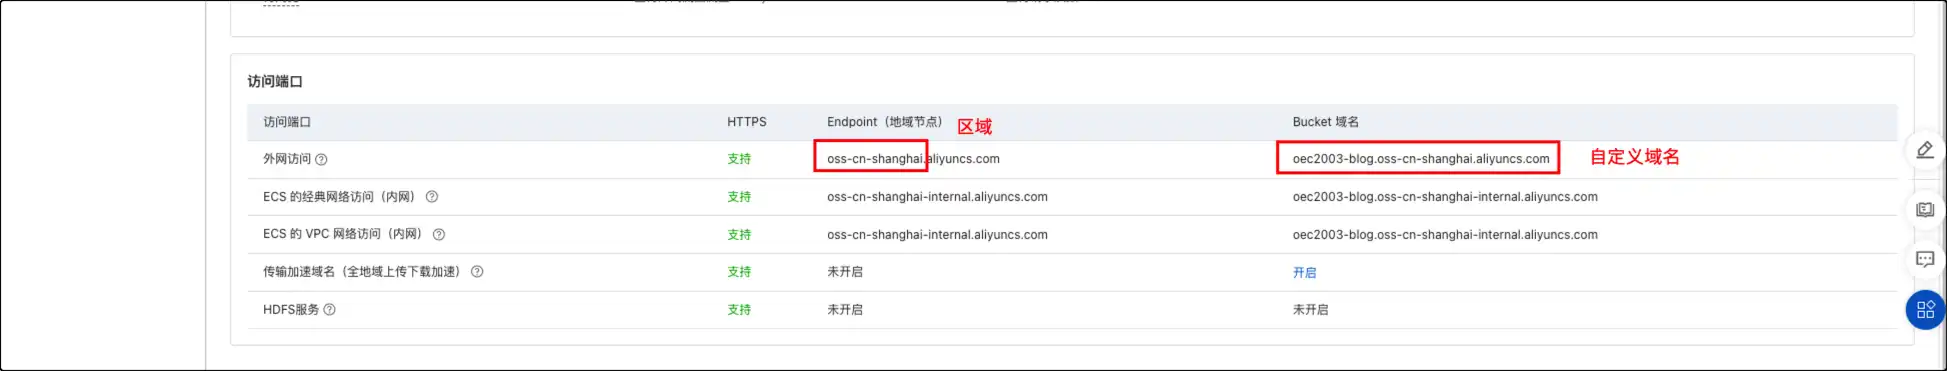 访问端口
访问端口 HTTPS Endpoint（地域节点） 区域 Bucket 域名
外网访问 支持 oss-cn-shanghai.aliyuncs.com oec2003-blog.oss-cn-shanghai.aliyuncs.com 自定义域名
ECS 的经典网络访问（内网） 支持 oss-cn-shanghai-internal.aliyuncs.com oec2003-blog.oss-cn-shanghai-internal.aliyuncs.com
ECS 的 VPC 网络访问（内网） 支持 oss-cn-shanghai-internal.aliyuncs.com oec2003-blog.oss-cn-shanghai-internal.aliyuncs.com
传输加速域名（全地域上传下载加速） 支持 未开启 开启
HDFS服务 支持 未开启 未开启